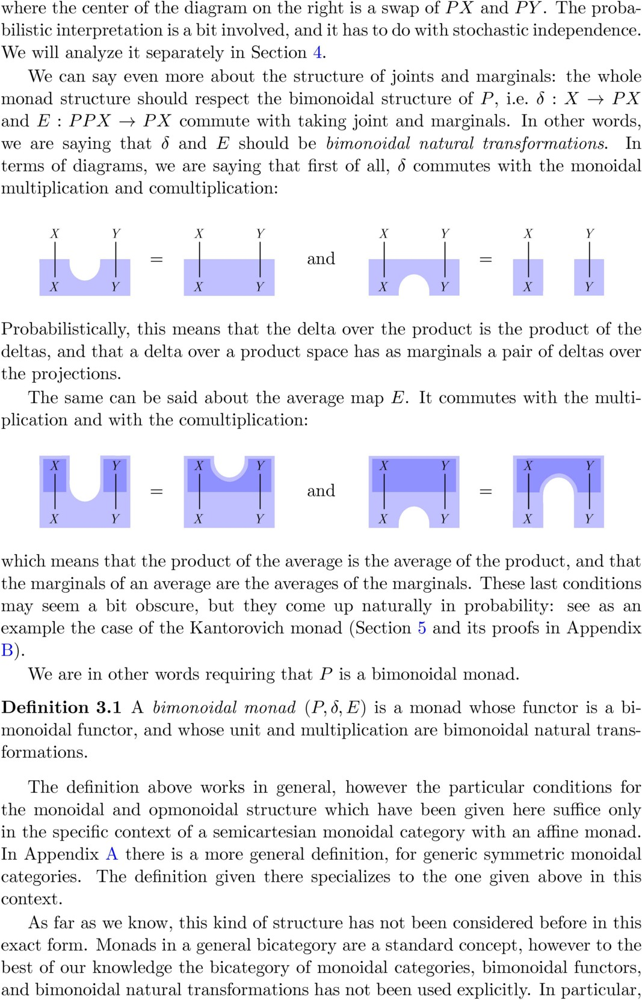 where the center of the diagram on the right is a swap of PX and PY. The proba-
bilistic interpretation is a bit involved, and it has to do with stochastic independence.
We will analyze it separately in Section 4.
We can say even more about the structure of joints and marginals: the whole
monad structure should respect the bimonoidal structure of P, i.e. δ : X → PX
and E : PPX → PX commute with taking joint and marginals. In other words,
we are saying that δ and E should be bimonoidal natural transformations. In
terms of diagrams, we are saying that first of all, δ commutes with the monoidal
multiplication and comultiplication:
X Y X Y X Y X Y
= and =
X Y X Y X Y X Y
Probabilistically, this means that the delta over the product is the product of the
deltas, and that a delta over a product space has as marginals a pair of deltas over
the projections.
The same can be said about the average map E. It commutes with the multi-
plication and with the comultiplication:
X Y X Y X Y X Y
= and =
X Y X Y X Y X Y
which means that the product of the average is the average of the product, and that
the marginals of an average are the averages of the marginals. These last conditions
may seem a bit obscure, but they come up naturally in probability: see as an
example the case of the Kantorovich monad (Section 5 and its proofs in Appendix
B).
We are in other words requiring that P is a bimonoidal monad.
Definition 3.1 A bimonoidal monad (P, δ, E) is a monad whose functor is a bi-
monoidal functor, and whose unit and multiplication are bimonoidal natural trans-
formations.
The definition above works in general, however the particular conditions for
the monoidal and opmonoidal structure which have been given here suffice only
in the specific context of a semicartesian monoidal category with an affine monad.
In Appendix A there is a more general definition, for generic symmetric monoidal
categories. The definition given there specializes to the one given above in this
context.
As far as we know, this kind of structure has not been considered before in this
exact form. Monads in a general bicategory are a standard concept, however to the
best of our knowledge the bicategory of monoidal categories, bimonoidal functors,
and bimonoidal natural transformations has not been used explicitly. In particular,